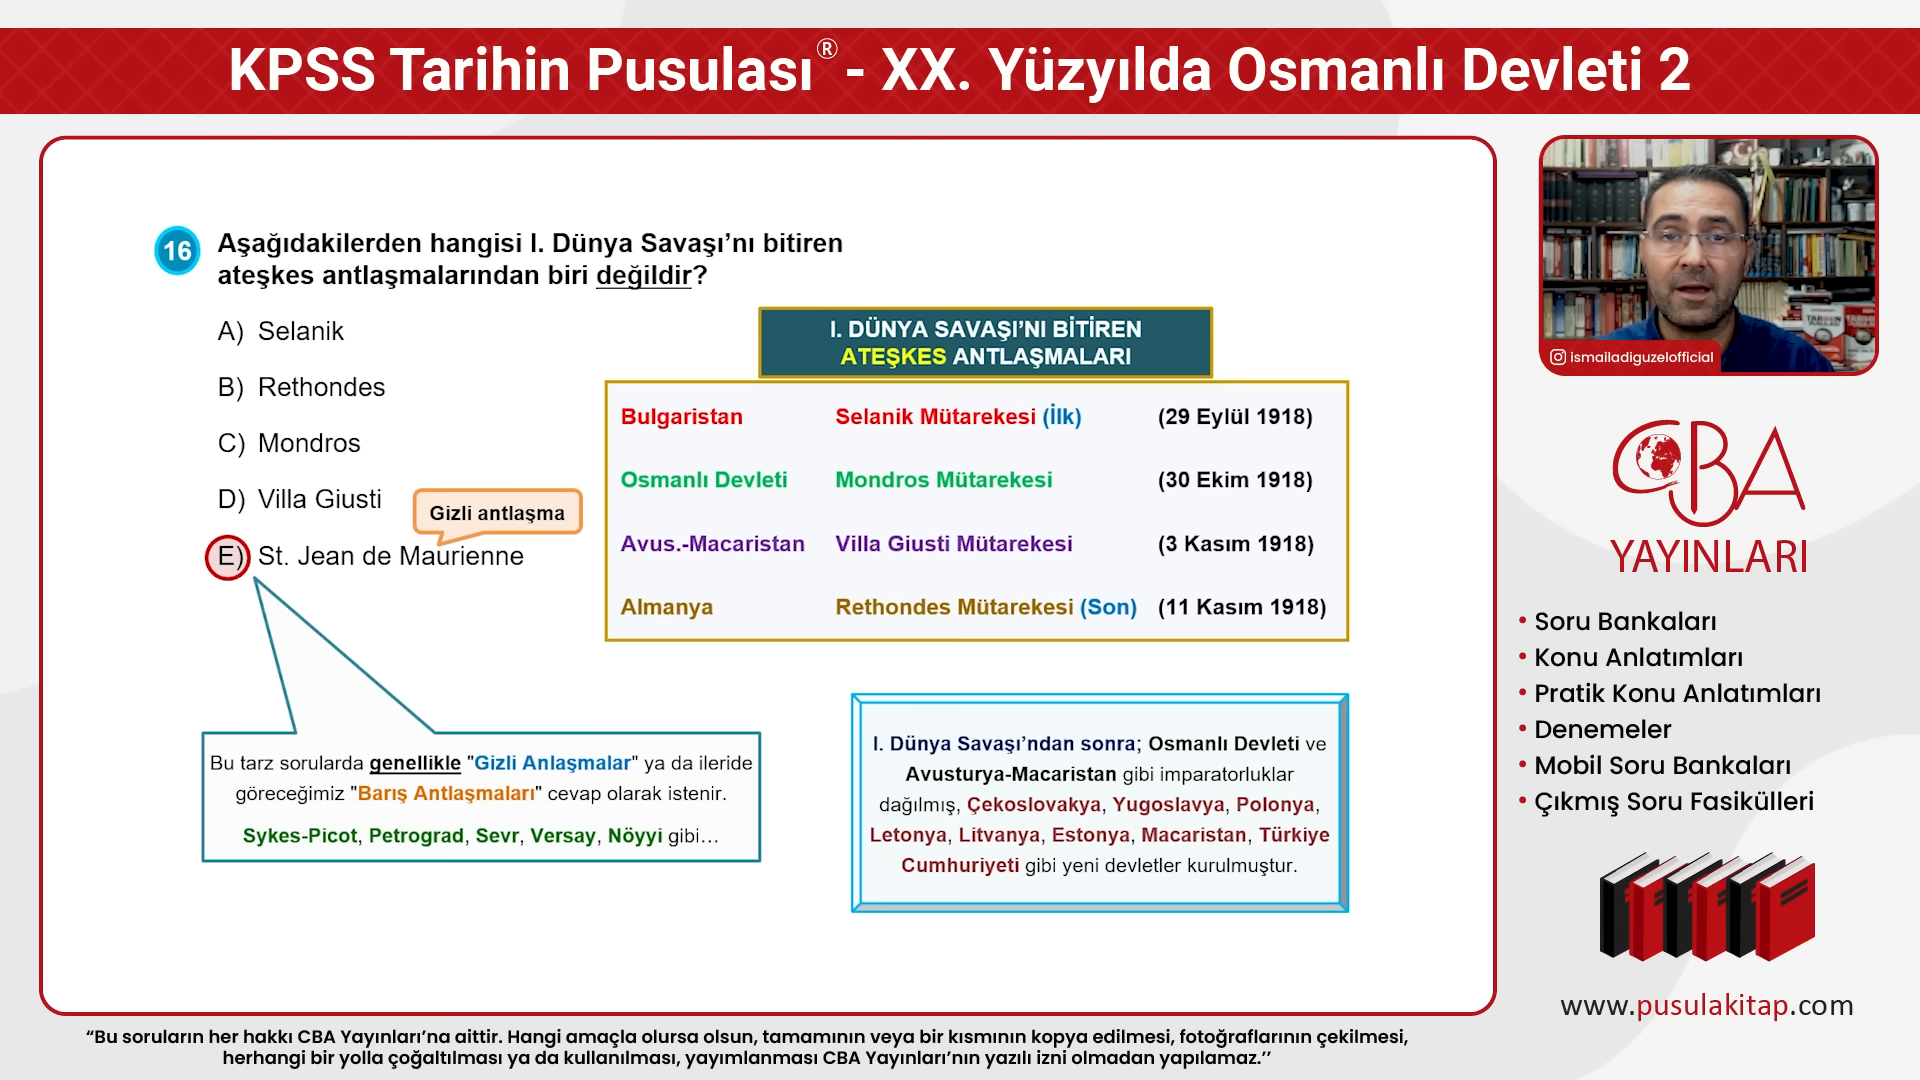 KPSS Tarihin Pusulası® - XX. Yüzyılda Osmanlı Devleti 2
16 Aşağıdakilerden hangisi I. Dünya Savaşı’nı bitiren
ateşkes antlaşmalarından biri değildir?
A) Selanik
B) Rethondes
C) Mondros
D) Villa Giusti
Gizli antlaşma
E) St. Jean de Maurienne
I. DÜNYA SAVAŞI’NI BİTİREN
ATEŞKES ANTLAŞMALARI
Bulgaristan Selanik Mütarekesi (İlk) (29 Eylül 1918)
Osmanlı Devleti Mondros Mütarekesi (30 Ekim 1918)
Avus.-Macaristan Villa Giusti Mütarekesi (3 Kasım 1918)
Almanya Rethondes Mütarekesi (Son) (11 Kasım 1918)
Bu tarz sorularda genellikle "Gizli Anlaşmalar" ya da ileride
göreceğimiz "Barış Antlaşmaları" cevap olarak istenir.
Sykes-Picot, Petrograd, Sevr, Versay, Nöyyi gibi…
I. Dünya Savaşı’ndan sonra; Osmanlı Devleti ve
Avusturya-Macaristan gibi imparatorluklar
dağılmış, Çekoslovakya, Yugoslavya, Polonya,
Letonya, Litvanya, Estonya, Macaristan, Türkiye
Cumhuriyeti gibi yeni devletler kurulmuştur.
ismailadiguzelofficial
CBA
YAYINLARI
• Soru Bankaları
• Konu Anlatımları
• Pratik Konu Anlatımları
• Denemeler
• Mobil Soru Bankaları
• Çıkmış Soru Fasikülleri
www.pusulakitap.com
“Bu soruların her hakkı CBA Yayınları’na aittir. Hangi amaçla olursa olsun, tamamının veya bir kısmının kopya edilmesi, fotoğraflarının çekilmesi,
herhangi bir yolla çoğaltılması ya da kullanılması, yayımlanması CBA Yayınları’nın yazılı izni olmadan yapılamaz.’’